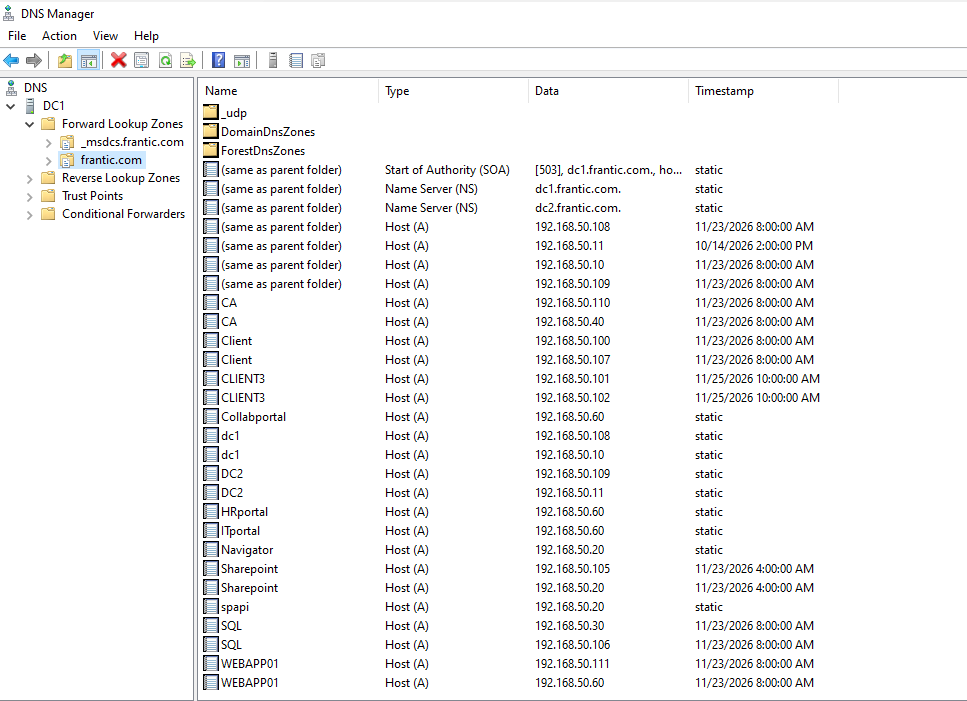 DNS Manager
File Action View Help
DNS
DC1
Forward Lookup Zones
_msdcs.frantic.com
frantic.com
Reverse Lookup Zones
Trust Points
Conditional Forwarders
Name Type Data Timestamp
_udp
DomainDnsZones
ForestDnsZones
(same as parent folder) Start of Authority (SOA) [503], dc1.frantic.com., ho... static
(same as parent folder) Name Server (NS) dc1.frantic.com. static
(same as parent folder) Name Server (NS) dc2.frantic.com. static
(same as parent folder) Host (A) 192.168.50.108 11/23/2026 8:00:00 AM
(same as parent folder) Host (A) 192.168.50.11 10/14/2026 2:00:00 PM
(same as parent folder) Host (A) 192.168.50.10 11/23/2026 8:00:00 AM
(same as parent folder) Host (A) 192.168.50.109 11/23/2026 8:00:00 AM
CA Host (A) 192.168.50.110 11/23/2026 8:00:00 AM
CA Host (A) 192.168.50.40 11/23/2026 8:00:00 AM
Client Host (A) 192.168.50.100 11/23/2026 8:00:00 AM
Client Host (A) 192.168.50.107 11/23/2026 8:00:00 AM
CLIENT3 Host (A) 192.168.50.101 11/25/2026 10:00:00 AM
CLIENT3 Host (A) 192.168.50.102 11/25/2026 10:00:00 AM
Collabportal Host (A) 192.168.50.60 static
dc1 Host (A) 192.168.50.108 static
dc1 Host (A) 192.168.50.10 static
DC2 Host (A) 192.168.50.109 static
DC2 Host (A) 192.168.50.11 static
HRportal Host (A) 192.168.50.60 static
ITportal Host (A) 192.168.50.60 static
Navigator Host (A) 192.168.50.20 static
Sharepoint Host (A) 192.168.50.105 11/23/2026 4:00:00 AM
Sharepoint Host (A) 192.168.50.20 11/23/2026 4:00:00 AM
spapi Host (A) 192.168.50.20 static
SQL Host (A) 192.168.50.30 11/23/2026 8:00:00 AM
SQL Host (A) 192.168.50.106 11/23/2026 8:00:00 AM
WEBAPP01 Host (A) 192.168.50.111 11/23/2026 8:00:00 AM
WEBAPP01 Host (A) 192.168.50.60 11/23/2026 8:00:00 AM